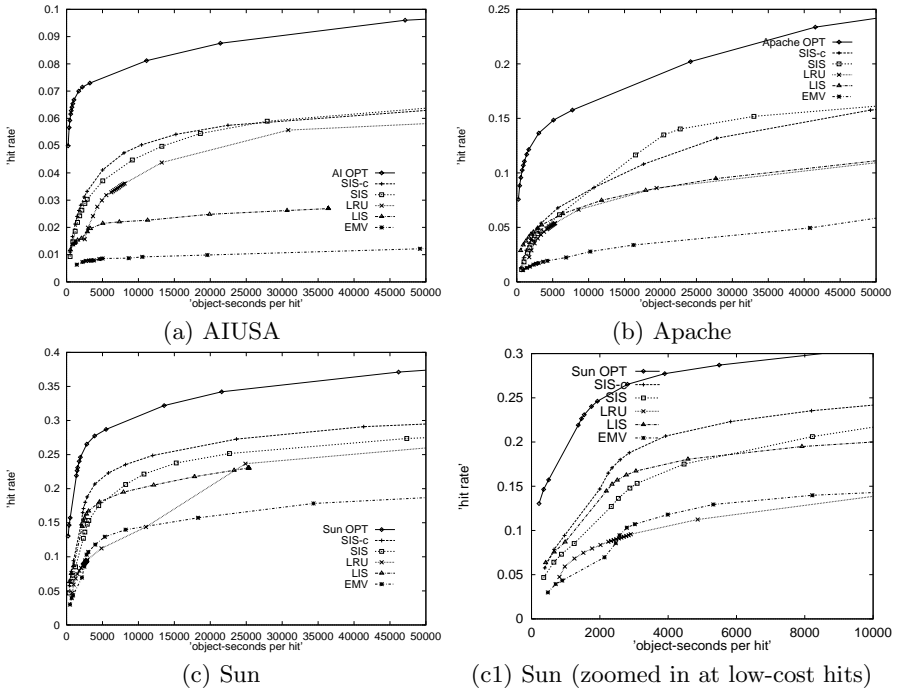 0.1
0.09
0.08
0.07
0.06
0.05
0.04
0.03
0.02
0.01
0
'hit rate'
AI OPT
SIS-c
SIS
LRU
LIS
EMV
0 5000 10000 15000 20000 25000 30000 35000 40000 45000 50000
'object-seconds per hit'
(a) AIUSA
0.25
0.2
0.15
0.1
0.05
0
'hit rate'
Apache OPT
SIS-c
SIS
LRU
LIS
EMV
0 5000 10000 15000 20000 25000 30000 35000 40000 45000 50000
'object-seconds per hit'
(b) Apache
0.4
0.35
0.3
0.25
0.2
0.15
0.1
0.05
0
'hit rate'
Sun OPT
SIS-c
SIS
LRU
LIS
EMV
0 5000 10000 15000 20000 25000 30000 35000 40000 45000 50000
'object-seconds per hit'
(c) Sun
0.3
0.25
0.2
0.15
0.1
0.05
0
'hit rate'
Sun OPT
SIS-c
SIS
LRU
LIS
EMV
0 2000 4000 6000 8000 10000
'object-seconds per hit'
(c1) Sun (zoomed in at low-cost hits)